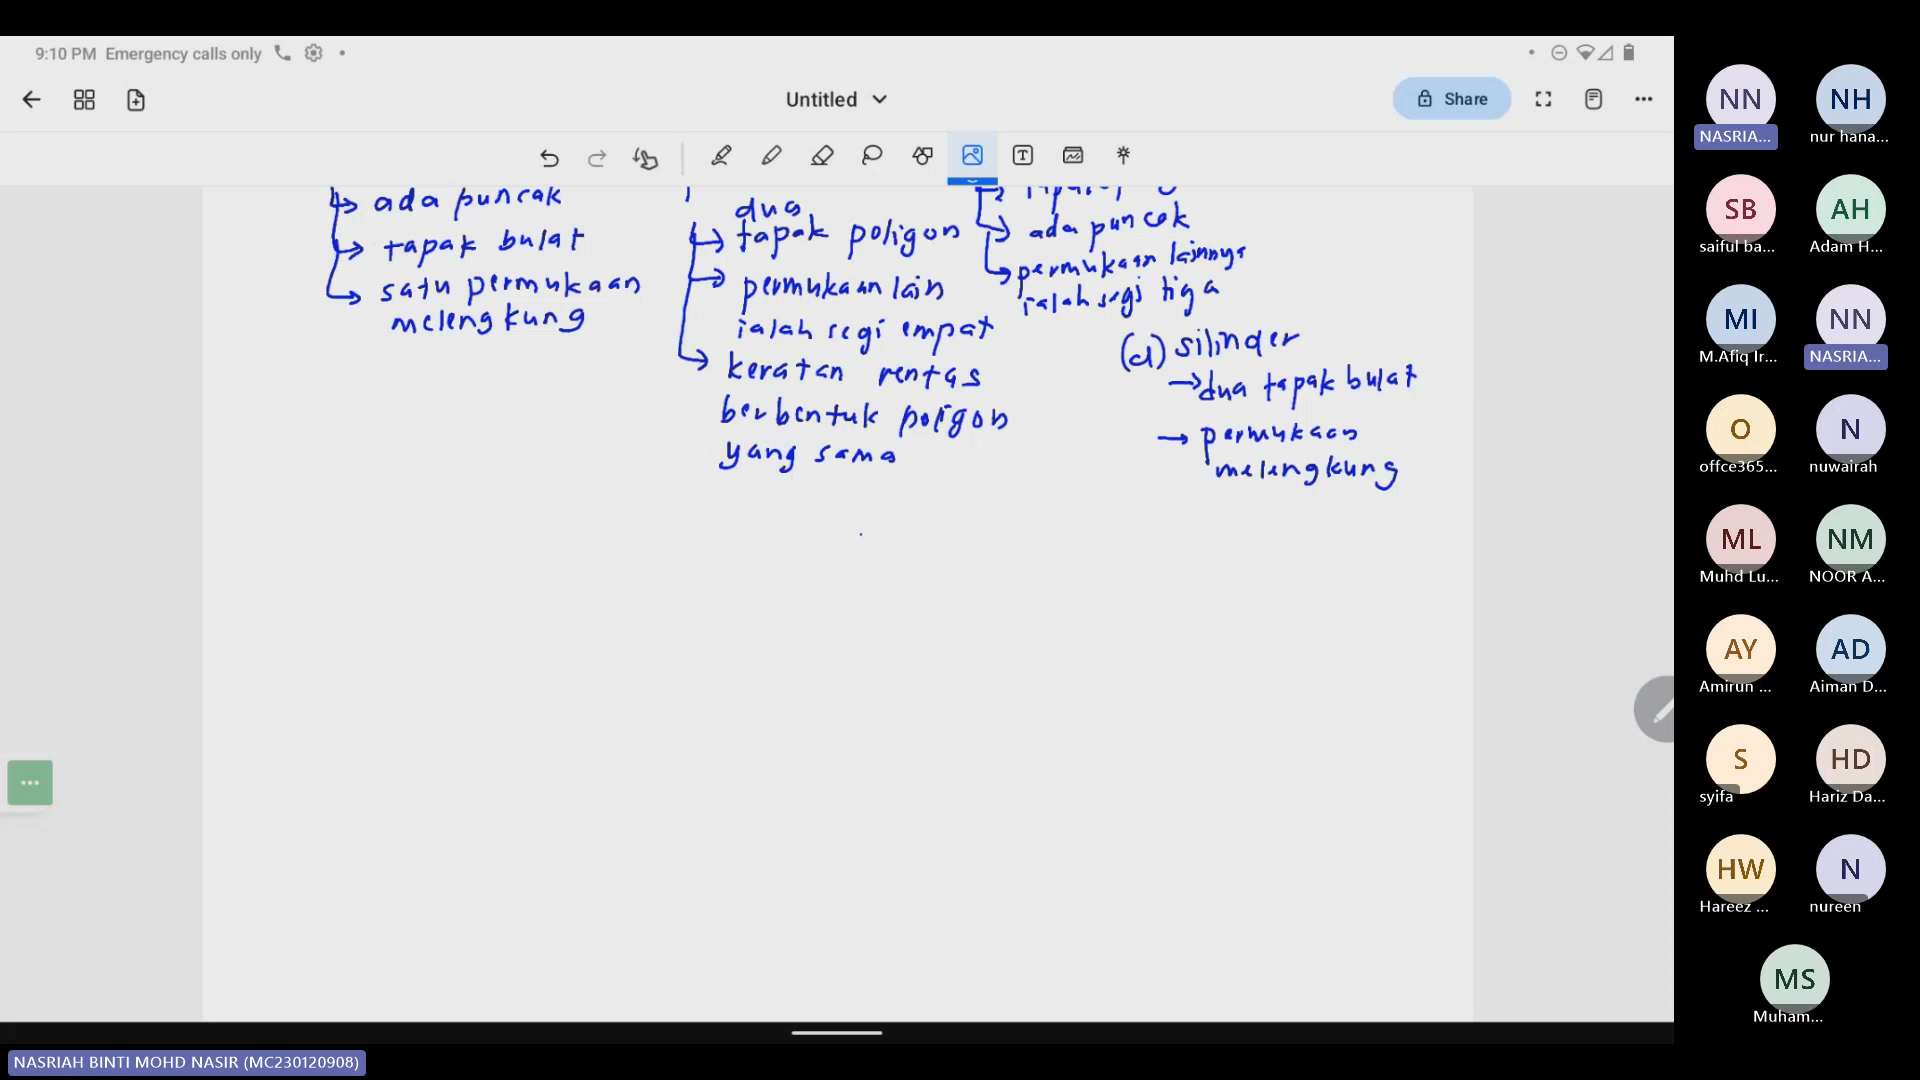 9:10 PM Emergency calls only
Untitled
Share
ada puncak
tapak bulat
satu permukaan
melengkung
dua
tapak poligon
permukaan lain
ialah segi empat
keratan rentas
berbentuk poligon
yang sama
ada puncak
permukaan lainnya
ialah segi tiga
(d) silinder
→ dua tapak bulat
→ permukaan
melengkung
NN
NASRIA...
NH
nur hana...
SB
saiful ba...
AH
Adam H...
MI
M.Afiq Ir...
NN
NASRIA...
O
offce365...
N
nuwairah
ML
Muhd Lu...
NM
NOOR A...
AY
Amirun ...
AD
Aiman D...
S
syifa
HD
Hariz Da...
HW
Hareez ...
N
nureen
MS
Muham...
NASRIAH BINTI MOHD NASIR (MC230120908)